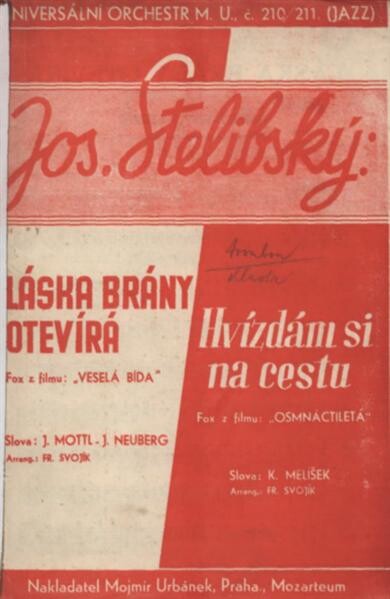 NIVERSÁLNÍ ORCHESTR M. U., č. 210/211. (JAZZ)
Jos. Stelibský:
LÁSKA BRÁNY
OTEVÍRÁ
Fox z filmu: „VESELÁ BÍDA"
Slova: J. MOTTL - J. NEUBERG
Arrang.: FR. SVOJÍK
Hvízdám si
na cestu
Fox z filmu: „OSMNÁCTILETÁ"
Slova: K. MELIŠEK
Arrang.: FR. SVOJÍK
Nakladatel Mojmír Urbánek, Praha, Mozarteum